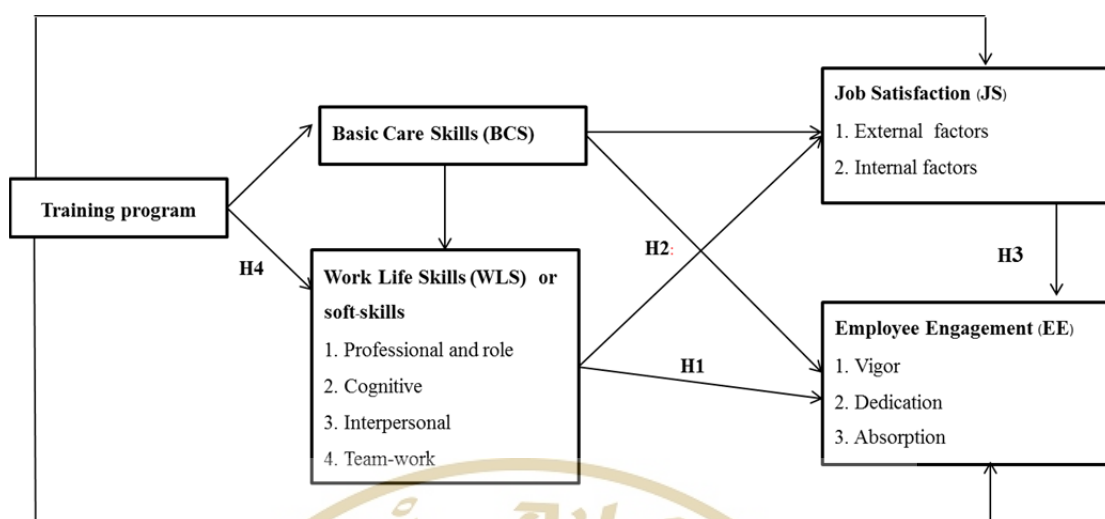 Training program
Basic Care Skills (BCS)
H4
Work Life Skills (WLS) or
soft-skills
1. Professional and role
2. Cognitive
3. Interpersonal
4. Team-work
H2:
H1
Job Satisfaction (JS)
1. External factors
2. Internal factors
H3
Employee Engagement (EE)
1. Vigor
2. Dedication
3. Absorption